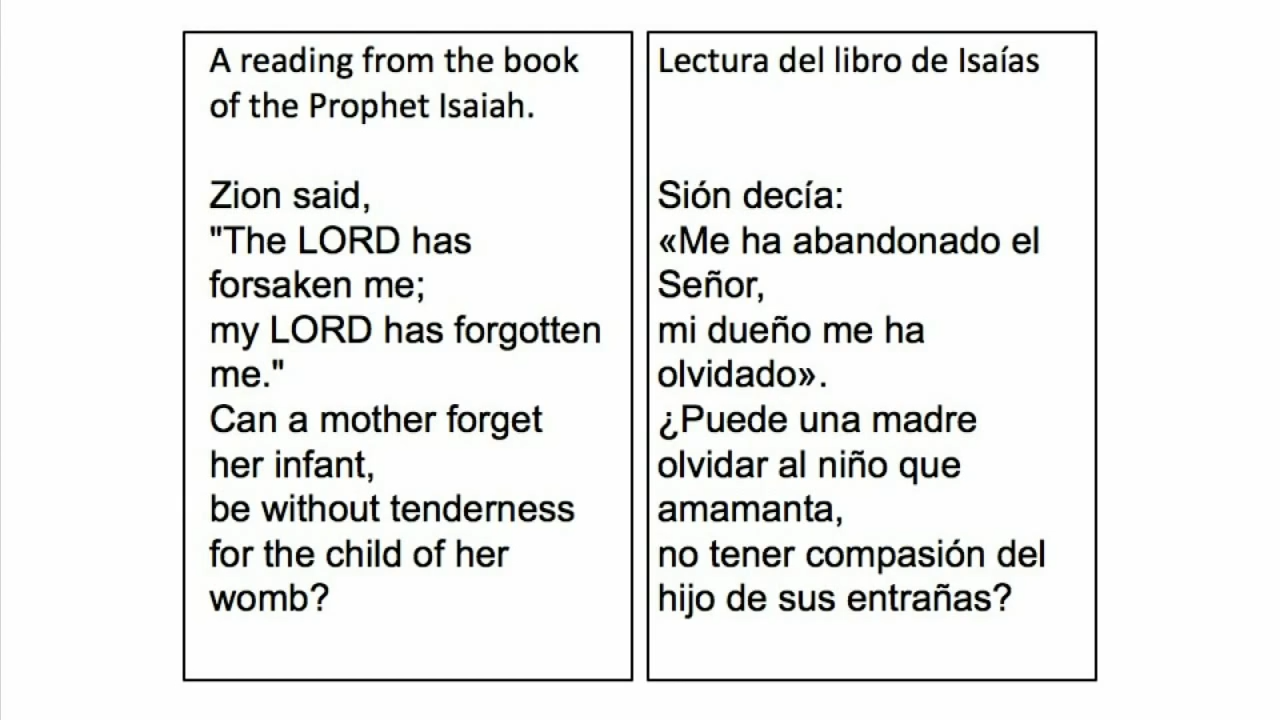 A reading from the book
of the Prophet Isaiah.
Zion said,
"The LORD has
forsaken me;
my LORD has forgotten
me."
Can a mother forget
her infant,
be without tenderness
for the child of her
womb?
Lectura del libro de Isaías
Sión decía:
«Me ha abandonado el
Señor,
mi dueño me ha
olvidado».
¿Puede una madre
olvidar al niño que
amamanta,
no tener compasión del
hijo de sus entrañas?